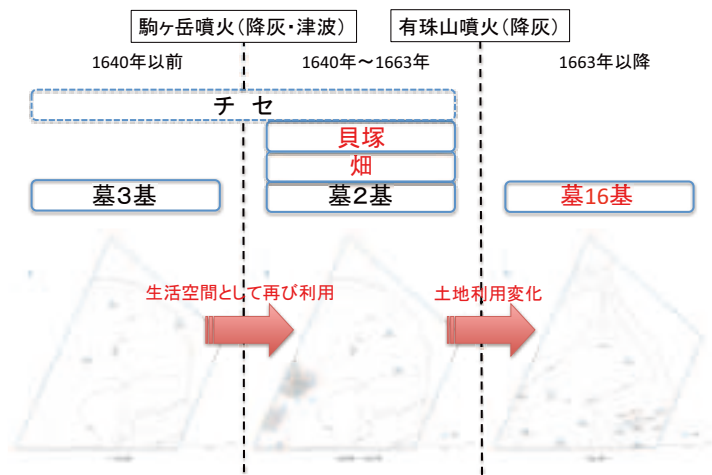 駒ヶ岳噴火(降灰・津波)
有珠山噴火(降灰)
1640年以前
1640年～1663年
1663年以降
チ セ
貝塚
畑
墓3基
墓2基
墓16基
生活空間として再び利用
土地利用変化